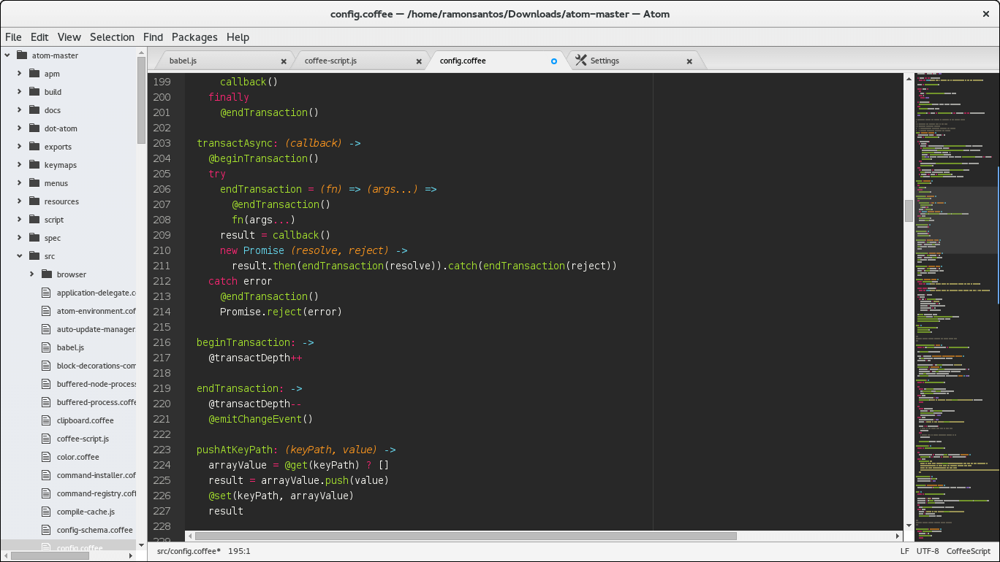 config.coffee — /home/ramonsantos/Downloads/atom-master — Atom
File Edit View Selection Find Packages Help
atom-master
apm
build
docs
dot-atom
exports
keymaps
menus
resources
script
spec
src
browser
application-delegate.co
atom-environment.cof
auto-update-manager.
babel.js
block-decorations-com
buffered-node-process
buffered-process.coffe
clipboard.coffee
coffee-script.js
color.coffee
command-installer.cof
command-registry.coff
compile-cache.js
config-schema.coffee
config.coffee
babel.js coffee-script.js config.coffee Settings
199 callback()
200 finally
201 @endTransaction()
202
203 transactAsync: (callback) ->
204 @beginTransaction()
205 try
206 endTransaction = (fn) => (args...) =>
207 @endTransaction()
208 fn(args...)
209 result = callback()
210 new Promise (resolve, reject) ->
211 result.then(endTransaction(resolve)).catch(endTransaction(reject))
212 catch error
213 @endTransaction()
214 Promise.reject(error)
215
216 beginTransaction: ->
217 @transactDepth++
218
219 endTransaction: ->
220 @transactDepth--
221 @emitChangeEvent()
222
223 pushAtKeyPath: (keyPath, value) ->
224 arrayValue = @get(keyPath) ? []
225 result = arrayValue.push(value)
226 @set(keyPath, arrayValue)
227 result
228
229
src/config.coffee* 195:1 LF UTF-8 CoffeeScript